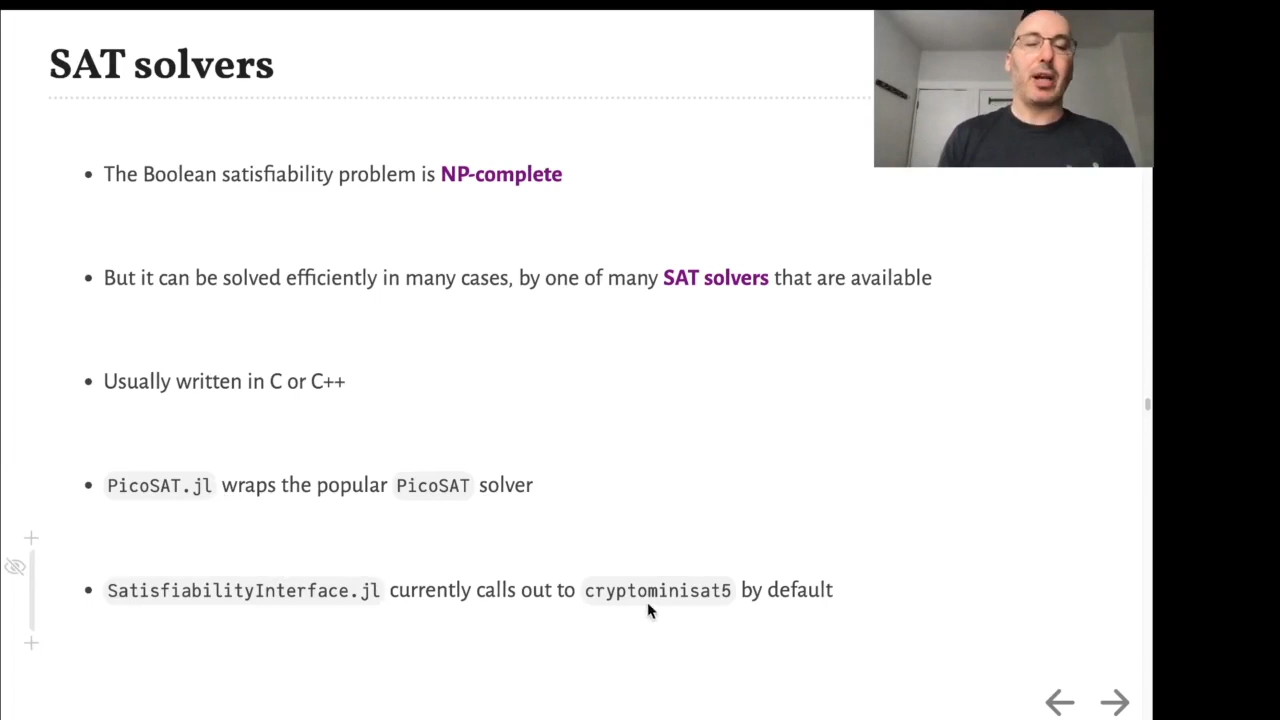 SAT solvers
The Boolean satisfiability problem is NP-complete
But it can be solved efficiently in many cases, by one of many SAT solvers that are available
Usually written in C or C++
PicoSAT.jl wraps the popular PicoSAT solver
SatisfiabilityInterface.jl currently calls out to cryptominisat5 by default